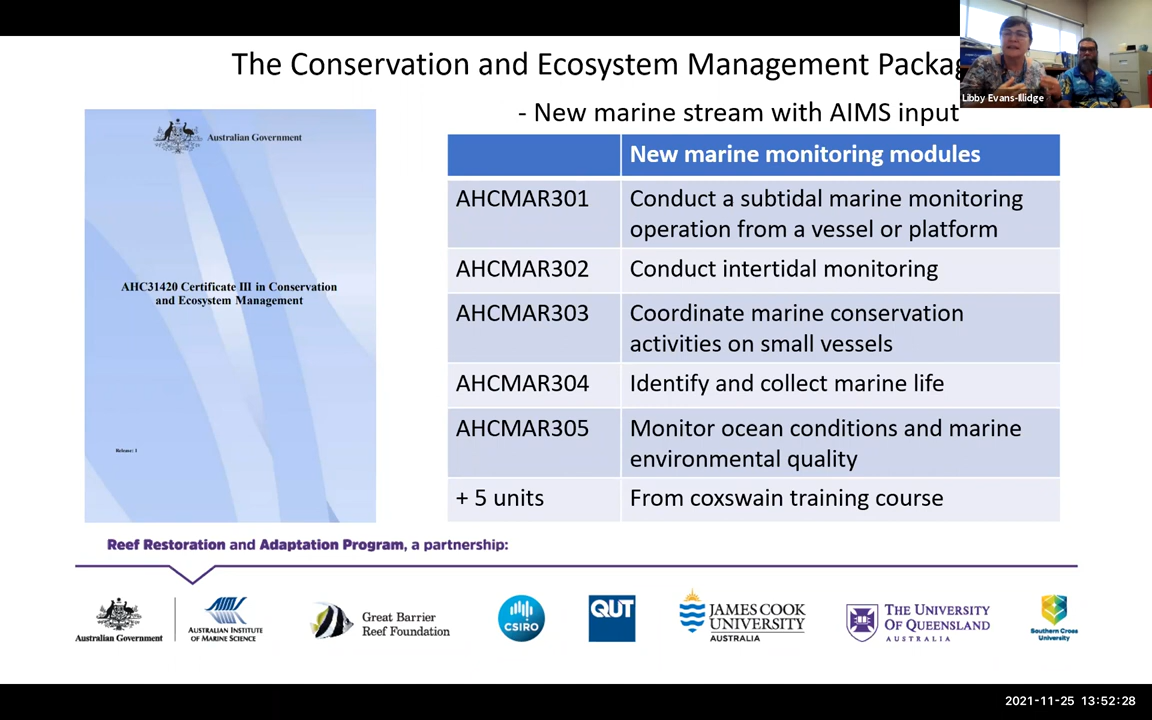 The Conservation and Ecosystem Management Packag
Libby Evans-Illidge
- New marine stream with AIMS input
Australian Government
AHC31420 Certificate III in Conservation
and Ecosystem Management
Release: 1
New marine monitoring modules
AHCMAR301
Conduct a subtidal marine monitoring
operation from a vessel or platform
AHCMAR302
Conduct intertidal monitoring
AHCMAR303
Coordinate marine conservation
activities on small vessels
AHCMAR304
Identify and collect marine life
AHCMAR305
Monitor ocean conditions and marine
environmental quality
+ 5 units
From coxswain training course
Reef Restoration and Adaptation Program, a partnership:
Australian Government
AIMS
AUSTRALIAN INSTITUTE
OF MARINE SCIENCE
Great Barrier
Reef Foundation
CSIRO
QUT
JAMES COOK
UNIVERSITY
AUSTRALIA
THE UNIVERSITY
OF QUEENSLAND
AUSTRALIA
Southern Cross
University
2021-11-25 13:52:28